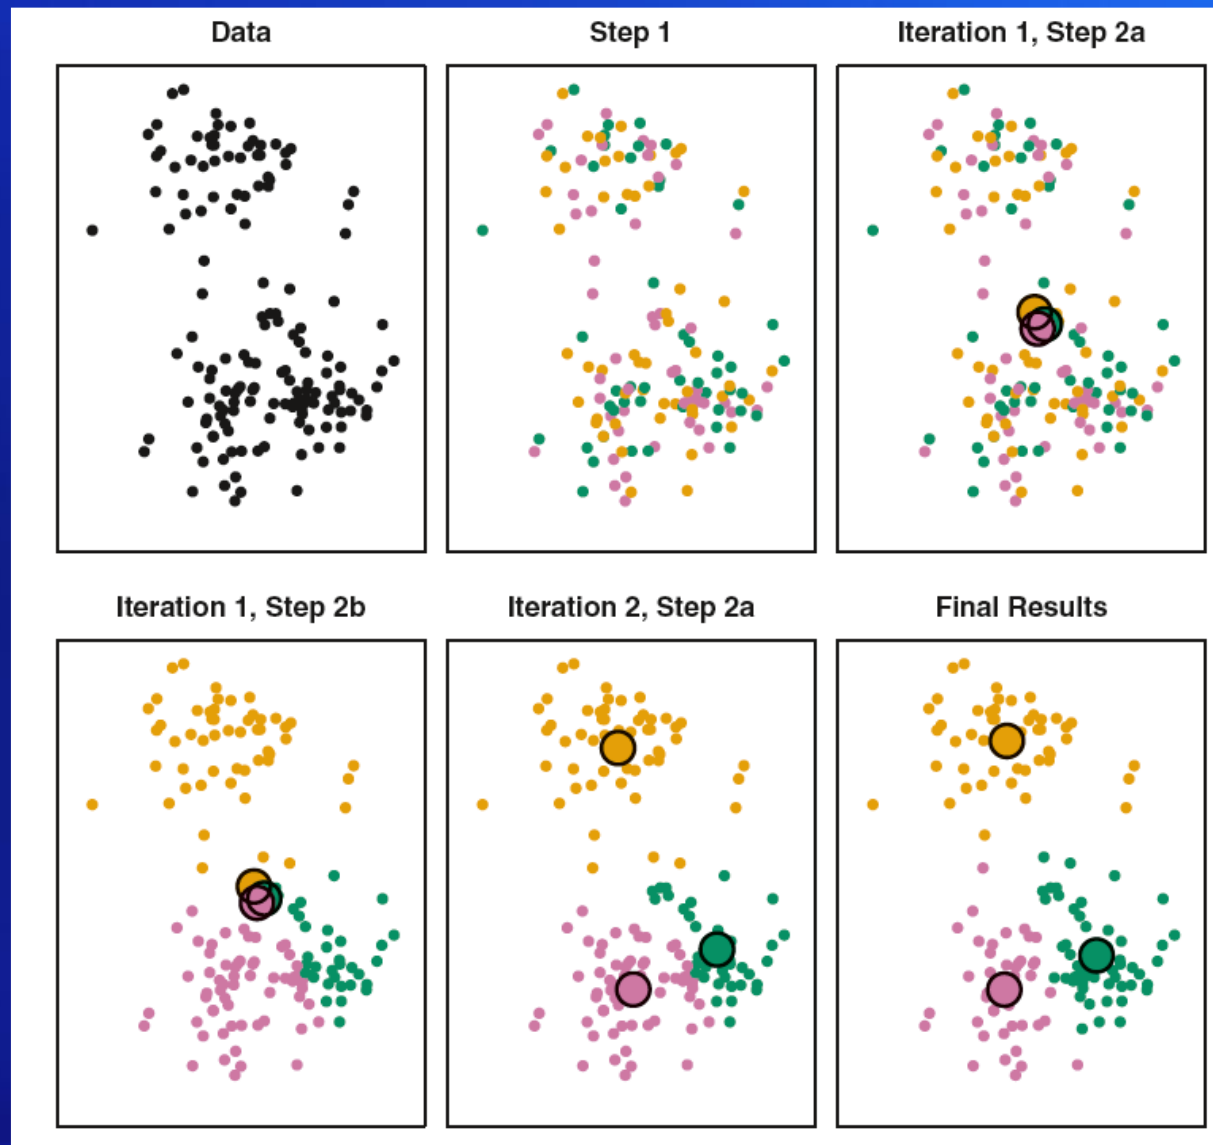 Data
Step 1
Iteration 1, Step 2a
Iteration 1, Step 2b
Iteration 2, Step 2a
Final Results